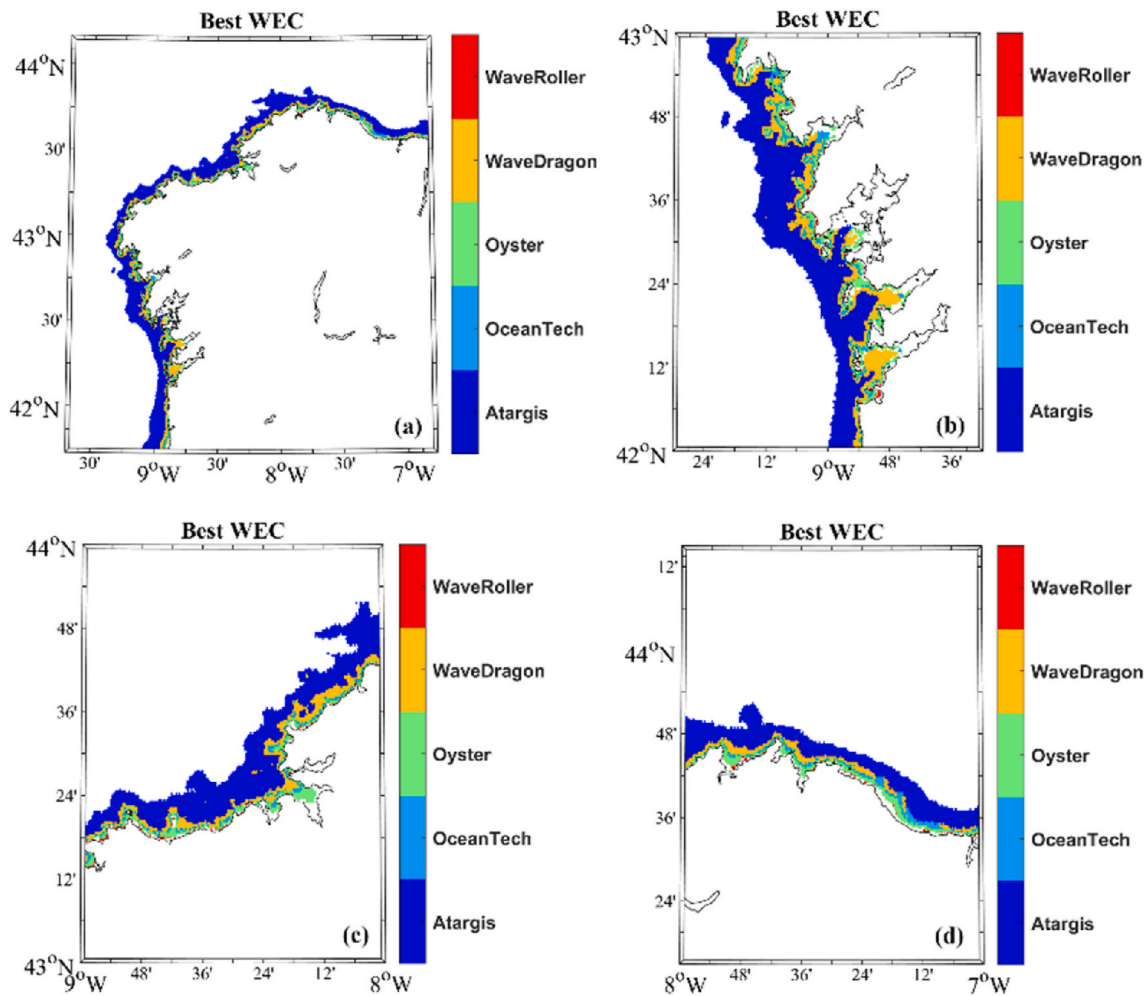 Best WEC
44°N
30'
43°N
30'
42°N
30'
9°W
30'
8°W
30'
7°W
(a)
WaveRoller
WaveDragon
Oyster
OceanTech
Atargis
Best WEC
43°N
48'
36'
24'
12'
42°N
24'
12'
9°W
48'
36'
(b)
WaveRoller
WaveDragon
Oyster
OceanTech
Atargis
Best WEC
44°N
48'
36'
24'
12'
43°N
9°W
48'
36'
24'
12'
8°W
(c)
WaveRoller
WaveDragon
Oyster
OceanTech
Atargis
Best WEC
12'
44°N
48'
36'
24'
8°W
48'
36'
24'
12'
7°W
(d)
WaveRoller
WaveDragon
Oyster
OceanTech
Atargis